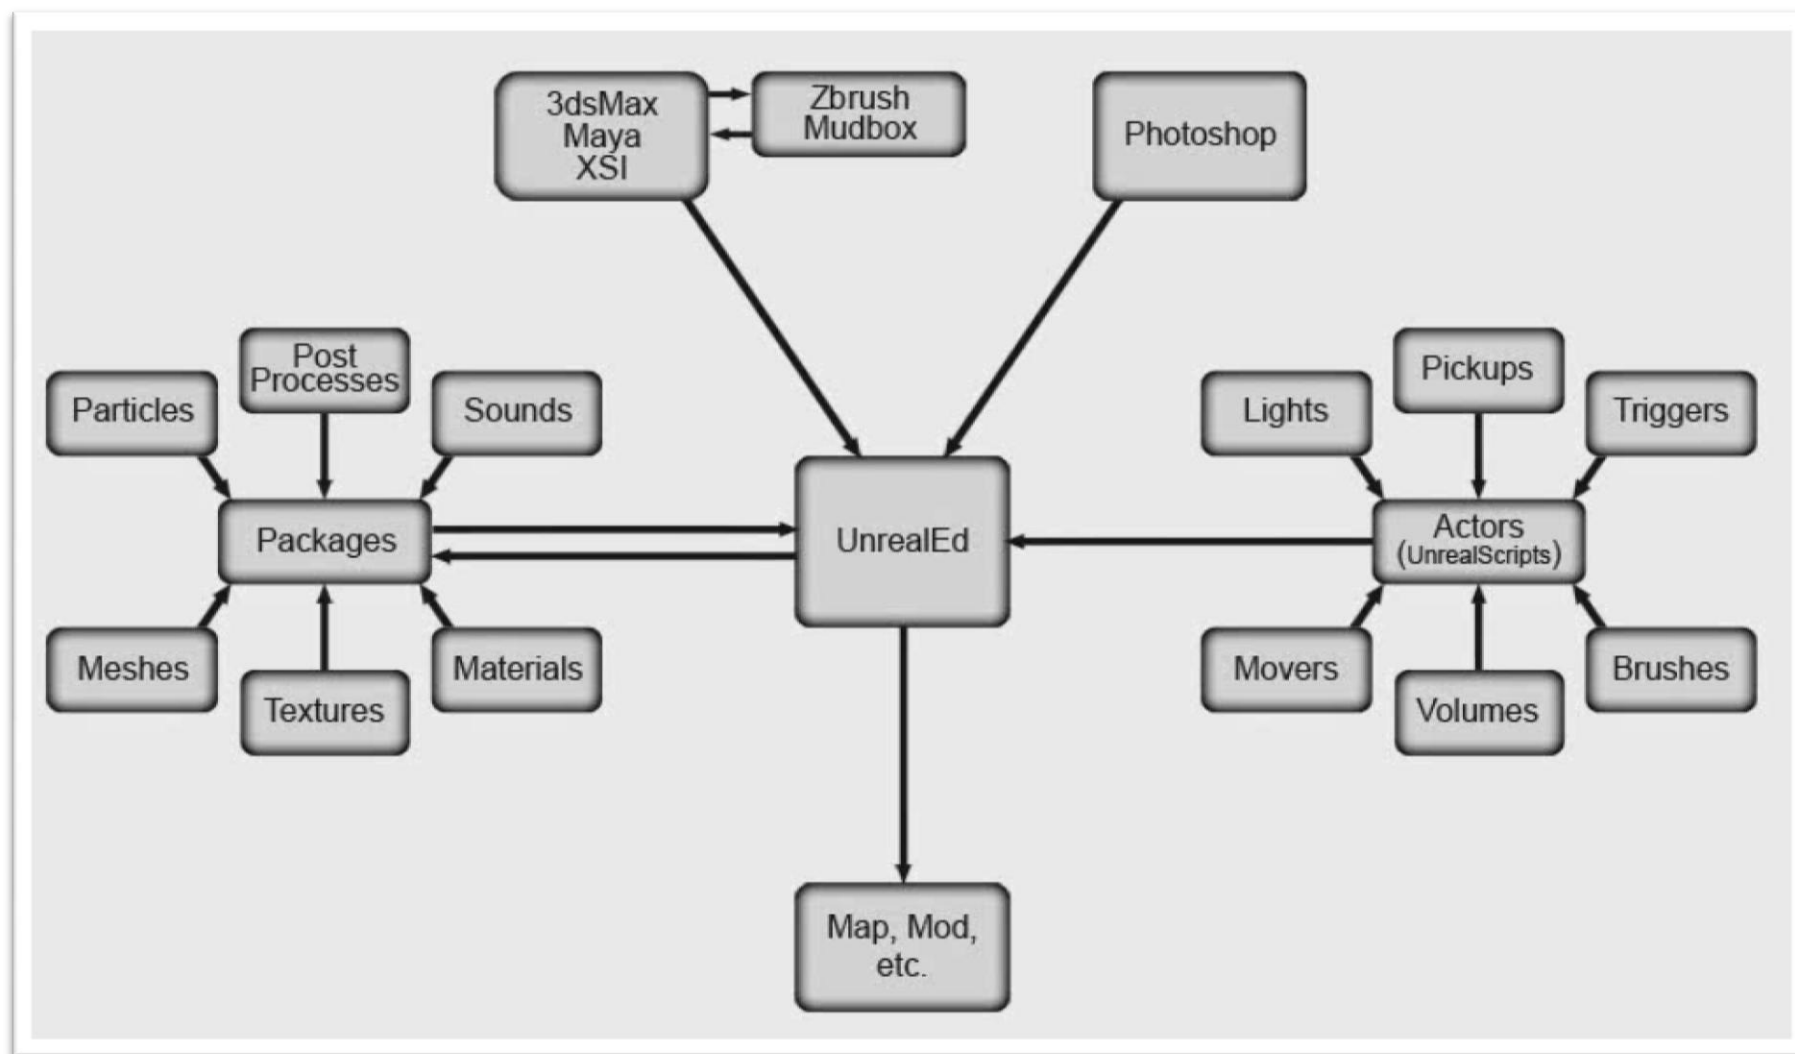 3dsMax
Maya
XSI
Zbrush
Mudbox
Photoshop
Post
Processes
Particles
Sounds
Packages
Meshes
Textures
Materials
UnrealEd
Pickups
Lights
Triggers
Actors
(UnrealScripts)
Movers
Volumes
Brushes
Map, Mod,
etc.